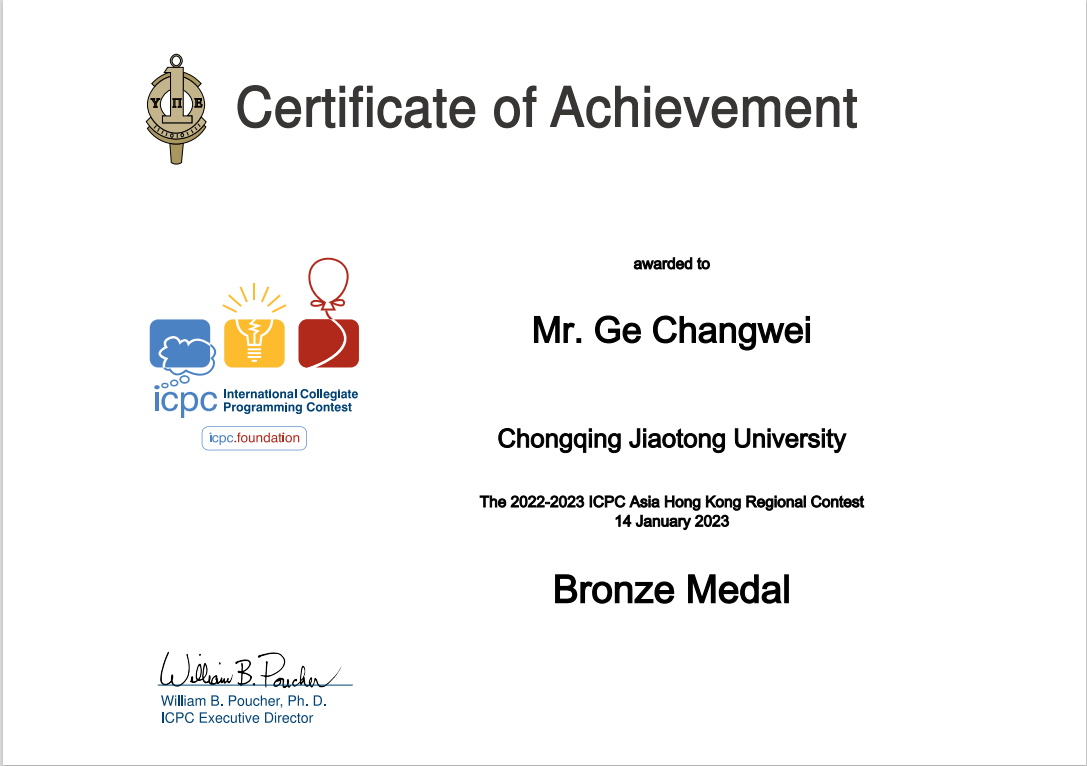 Υ Π Ε
Certificate of Achievement
awarded to
Mr. Ge Changwei
icpc International Collegiate
Programming Contest
icpc.foundation
Chongqing Jiaotong University
The 2022-2023 ICPC Asia Hong Kong Regional Contest
14 January 2023
Bronze Medal
William B. Poucher
William B. Poucher, Ph. D.
ICPC Executive Director